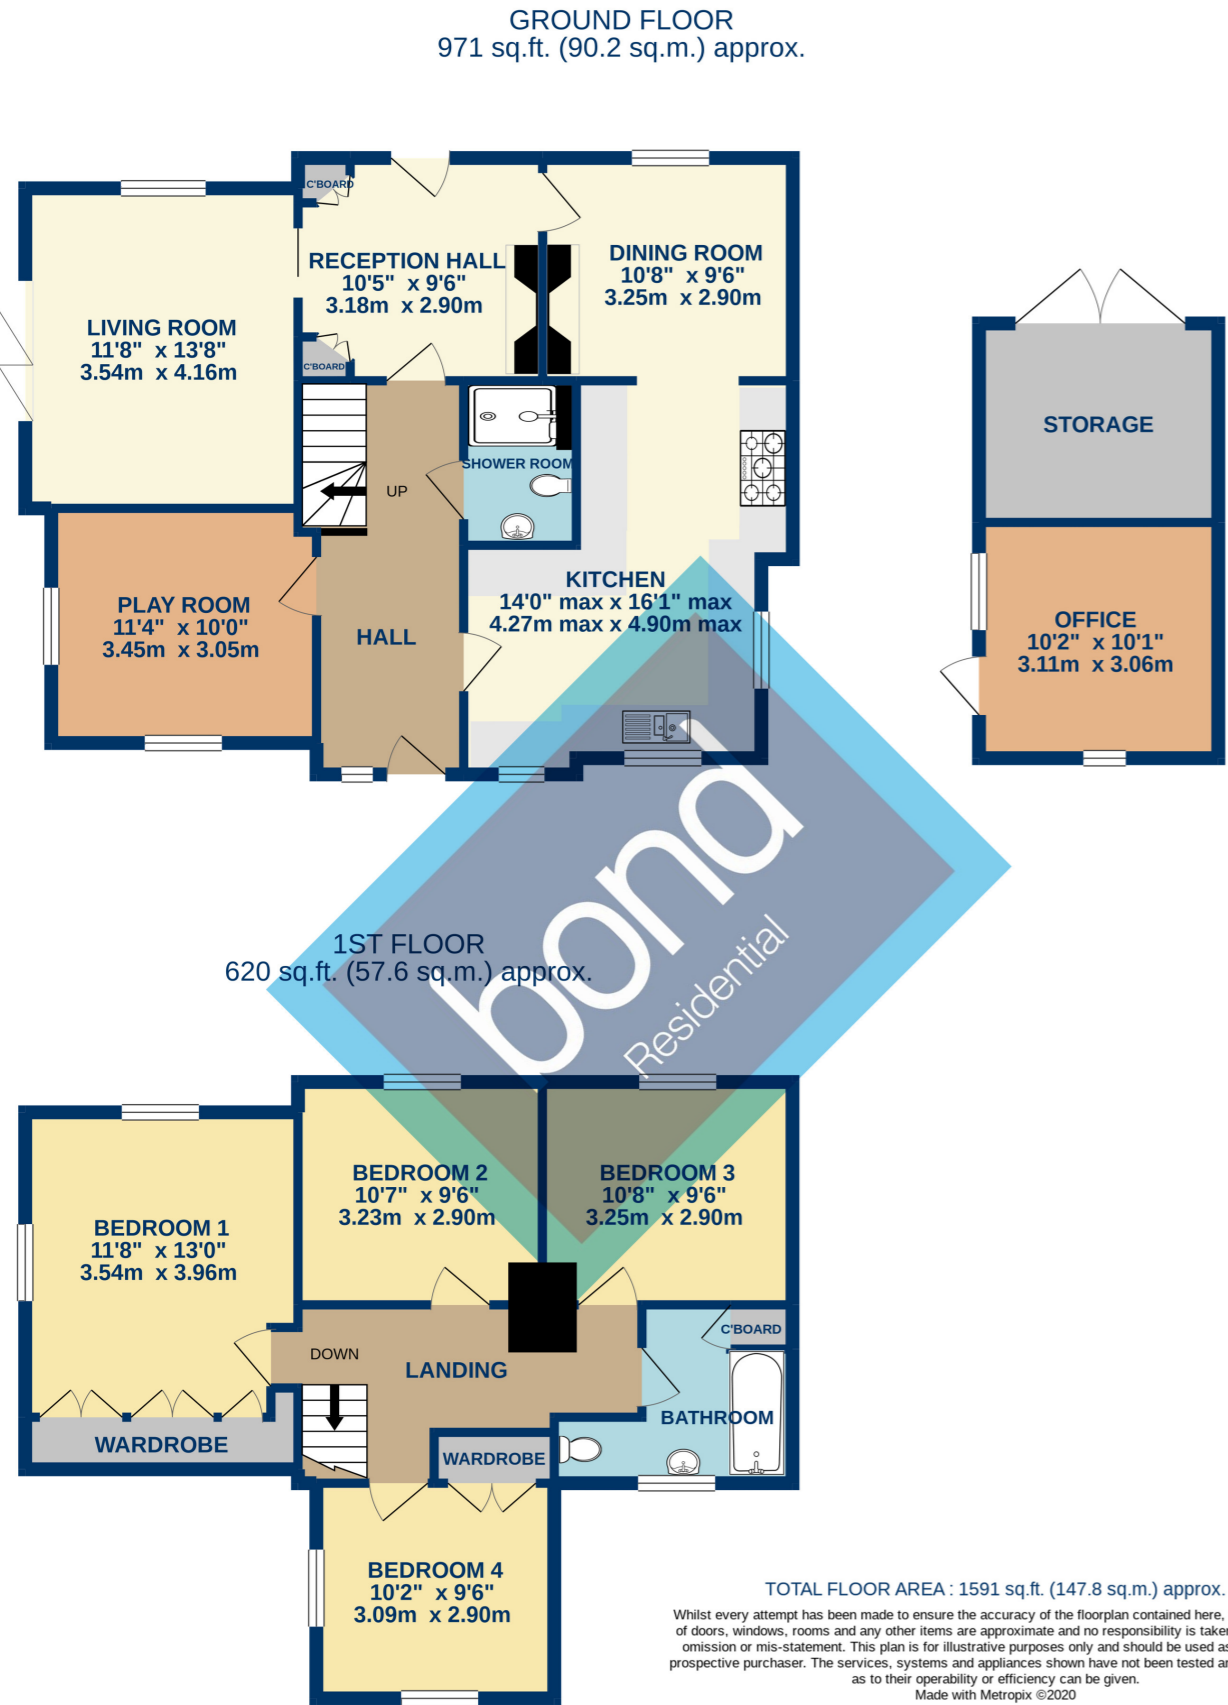 GROUND FLOOR
971 sq.ft. (90.2 sq.m.) approx.
C'BOARD
RECEPTION HALL
10'5" x 9'6"
3.18m x 2.90m
DINING ROOM
10'8" x 9'6"
3.25m x 2.90m
LIVING ROOM
11'8" x 13'8"
3.54m x 4.16m
C'BOARD
STORAGE
SHOWER ROOM
UP
KITCHEN
14'0" max x 16'1" max
4.27m max x 4.90m max
PLAY ROOM
11'4" x 10'0"
3.45m x 3.05m
HALL
OFFICE
10'2" x 10'1"
3.11m x 3.06m
bond
Residential
1ST FLOOR
620 sq.ft. (57.6 sq.m.) approx.
BEDROOM 2
10'7" x 9'6"
3.23m x 2.90m
BEDROOM 3
10'8" x 9'6"
3.25m x 2.90m
BEDROOM 1
11'8" x 13'0"
3.54m x 3.96m
C'BOARD
DOWN
LANDING
BATHROOM
WARDROBE
WARDROBE
BEDROOM 4
10'2" x 9'6"
3.09m x 2.90m
TOTAL FLOOR AREA : 1591 sq.ft. (147.8 sq.m.) approx.
Whilst every attempt has been made to ensure the accuracy of the floorplan contained here,
of doors, windows, rooms and any other items are approximate and no responsibility is
omission or mis-statement. This plan is for illustrative purposes only and should be used
prospective purchaser. The services, systems and appliances shown have not been tested
as to their operability or efficiency can be given.
Made with Metropix ©2020